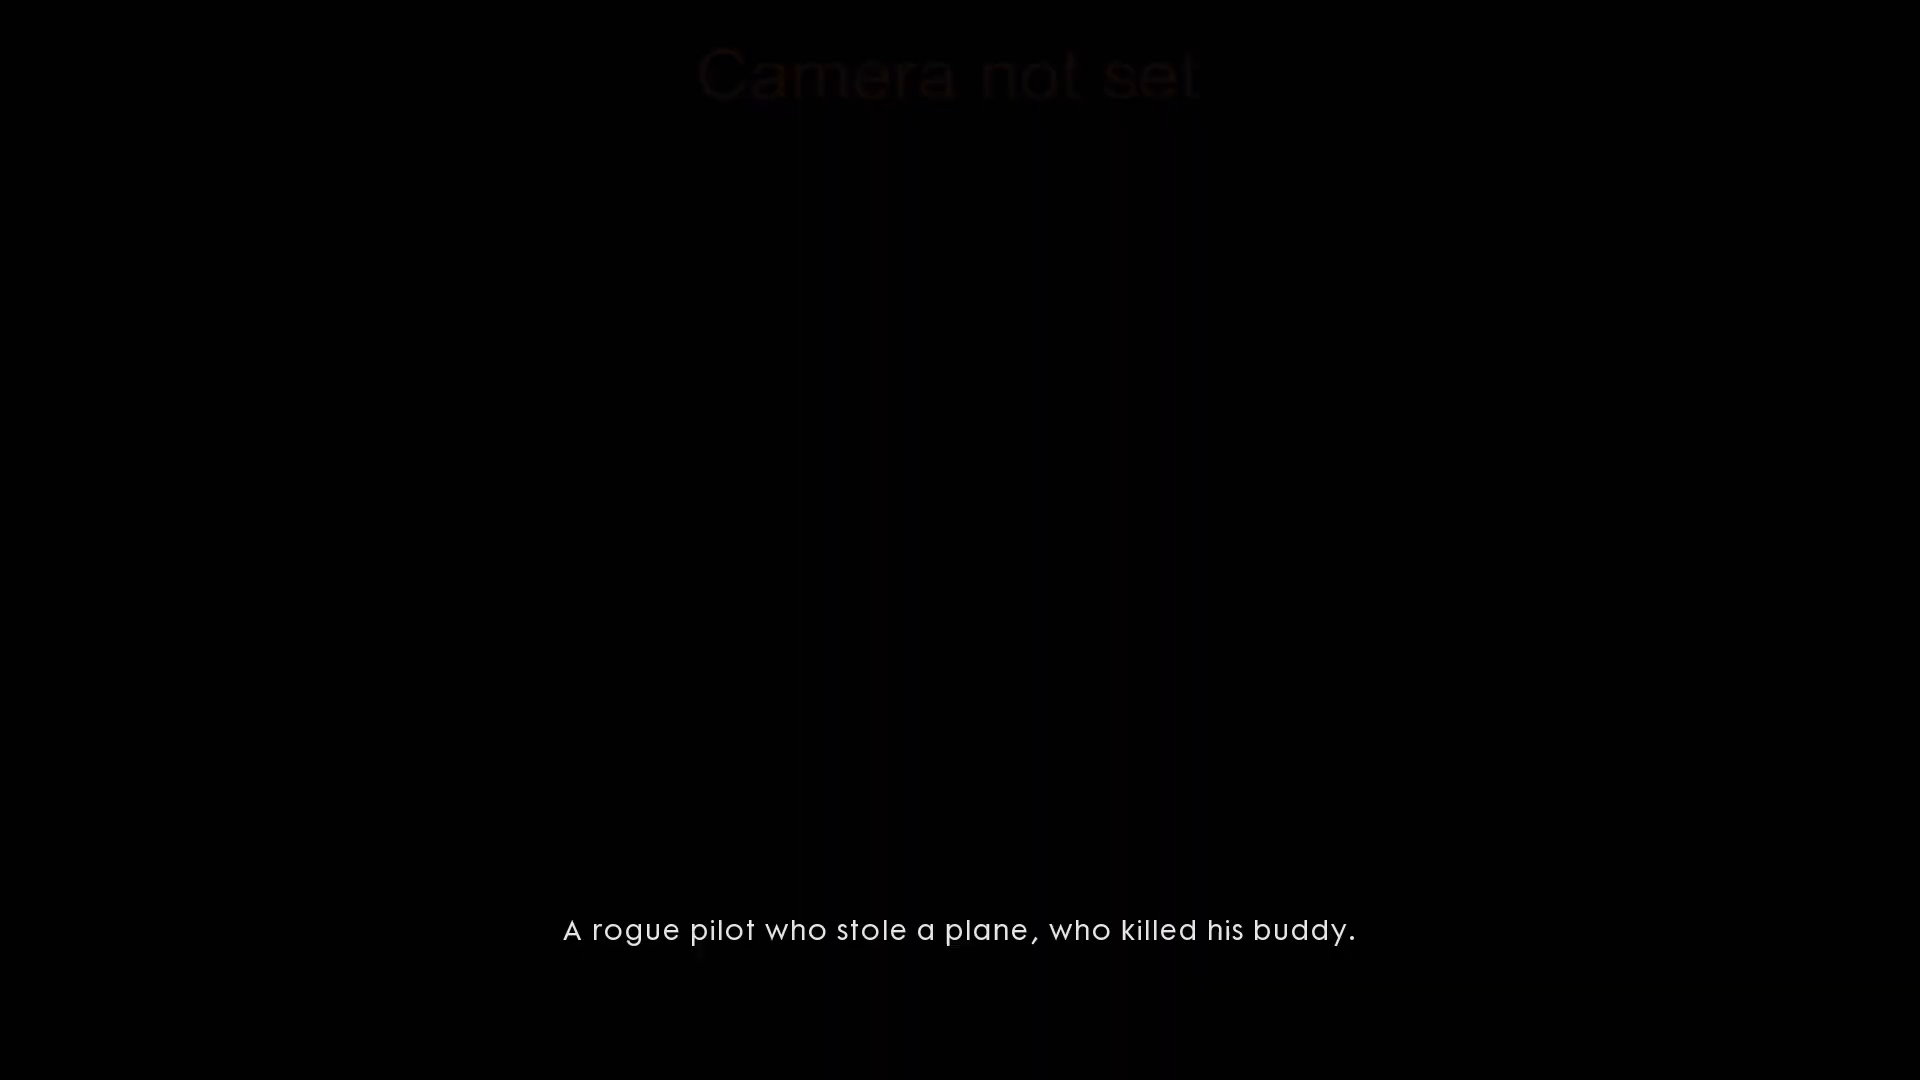 Camera not set
A rogue pilot who stole a plane, who killed his buddy.